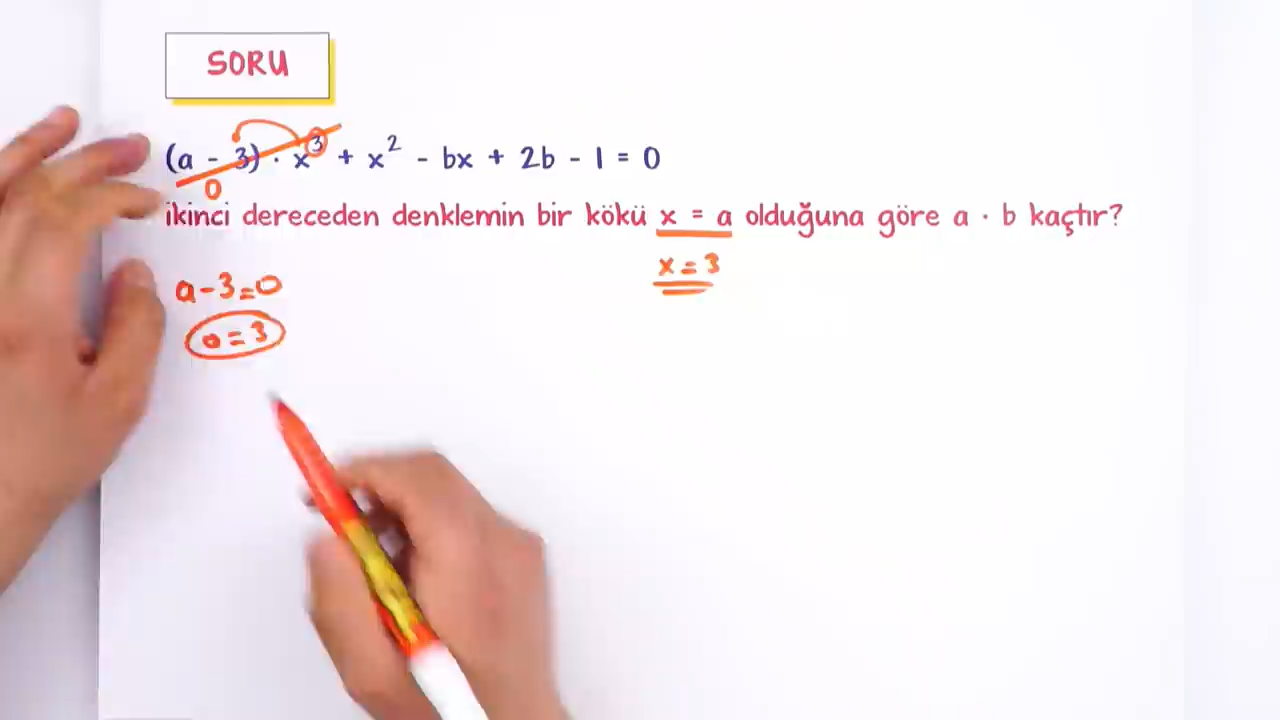 SORU
(a - 3) · x³ + x² - bx + 2b - 1 = 0
0
ikinci dereceden denklemin bir kökü x = a olduğuna göre a · b kaçtır?
x = 3
a - 3 = 0
a = 3